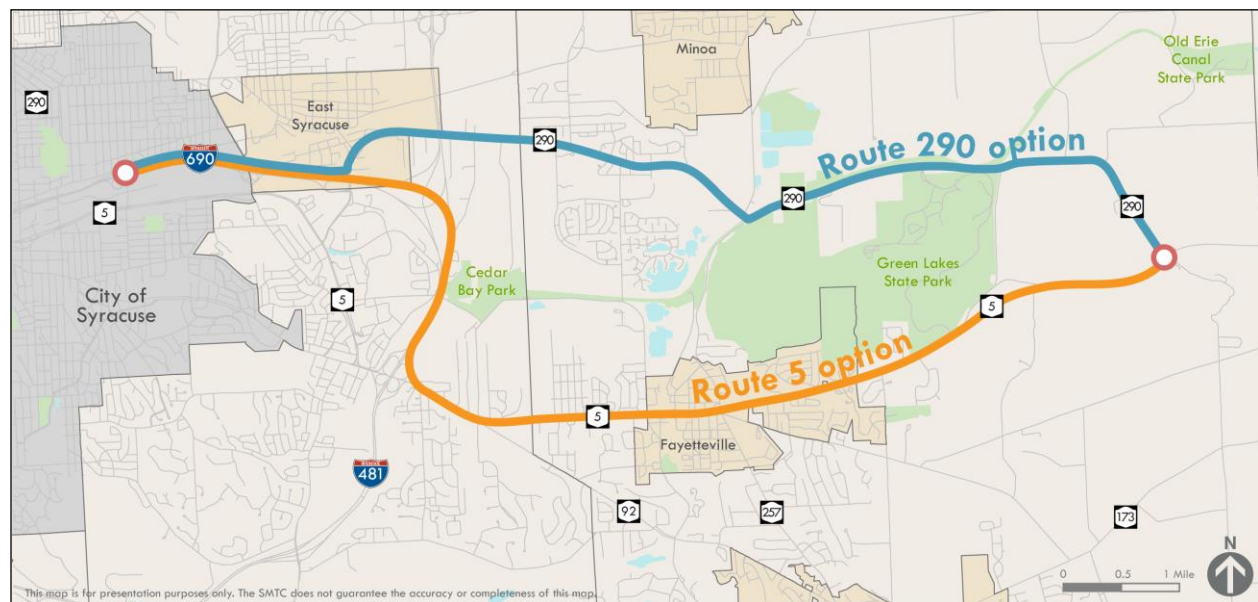 Minoa
Old Erie
Canal
State Park
290
East
Syracuse
690
290
Route 290 option
5
290
290
Green Lakes
State Park
Cedar
Bay Park
City of
Syracuse
5
5
Route 5 option
5
Fayetteville
481
92
257
173
N
0 0.5 1 Mile
This map is for presentation purposes only. The SMTC does not guarantee the accuracy or completeness of this map.